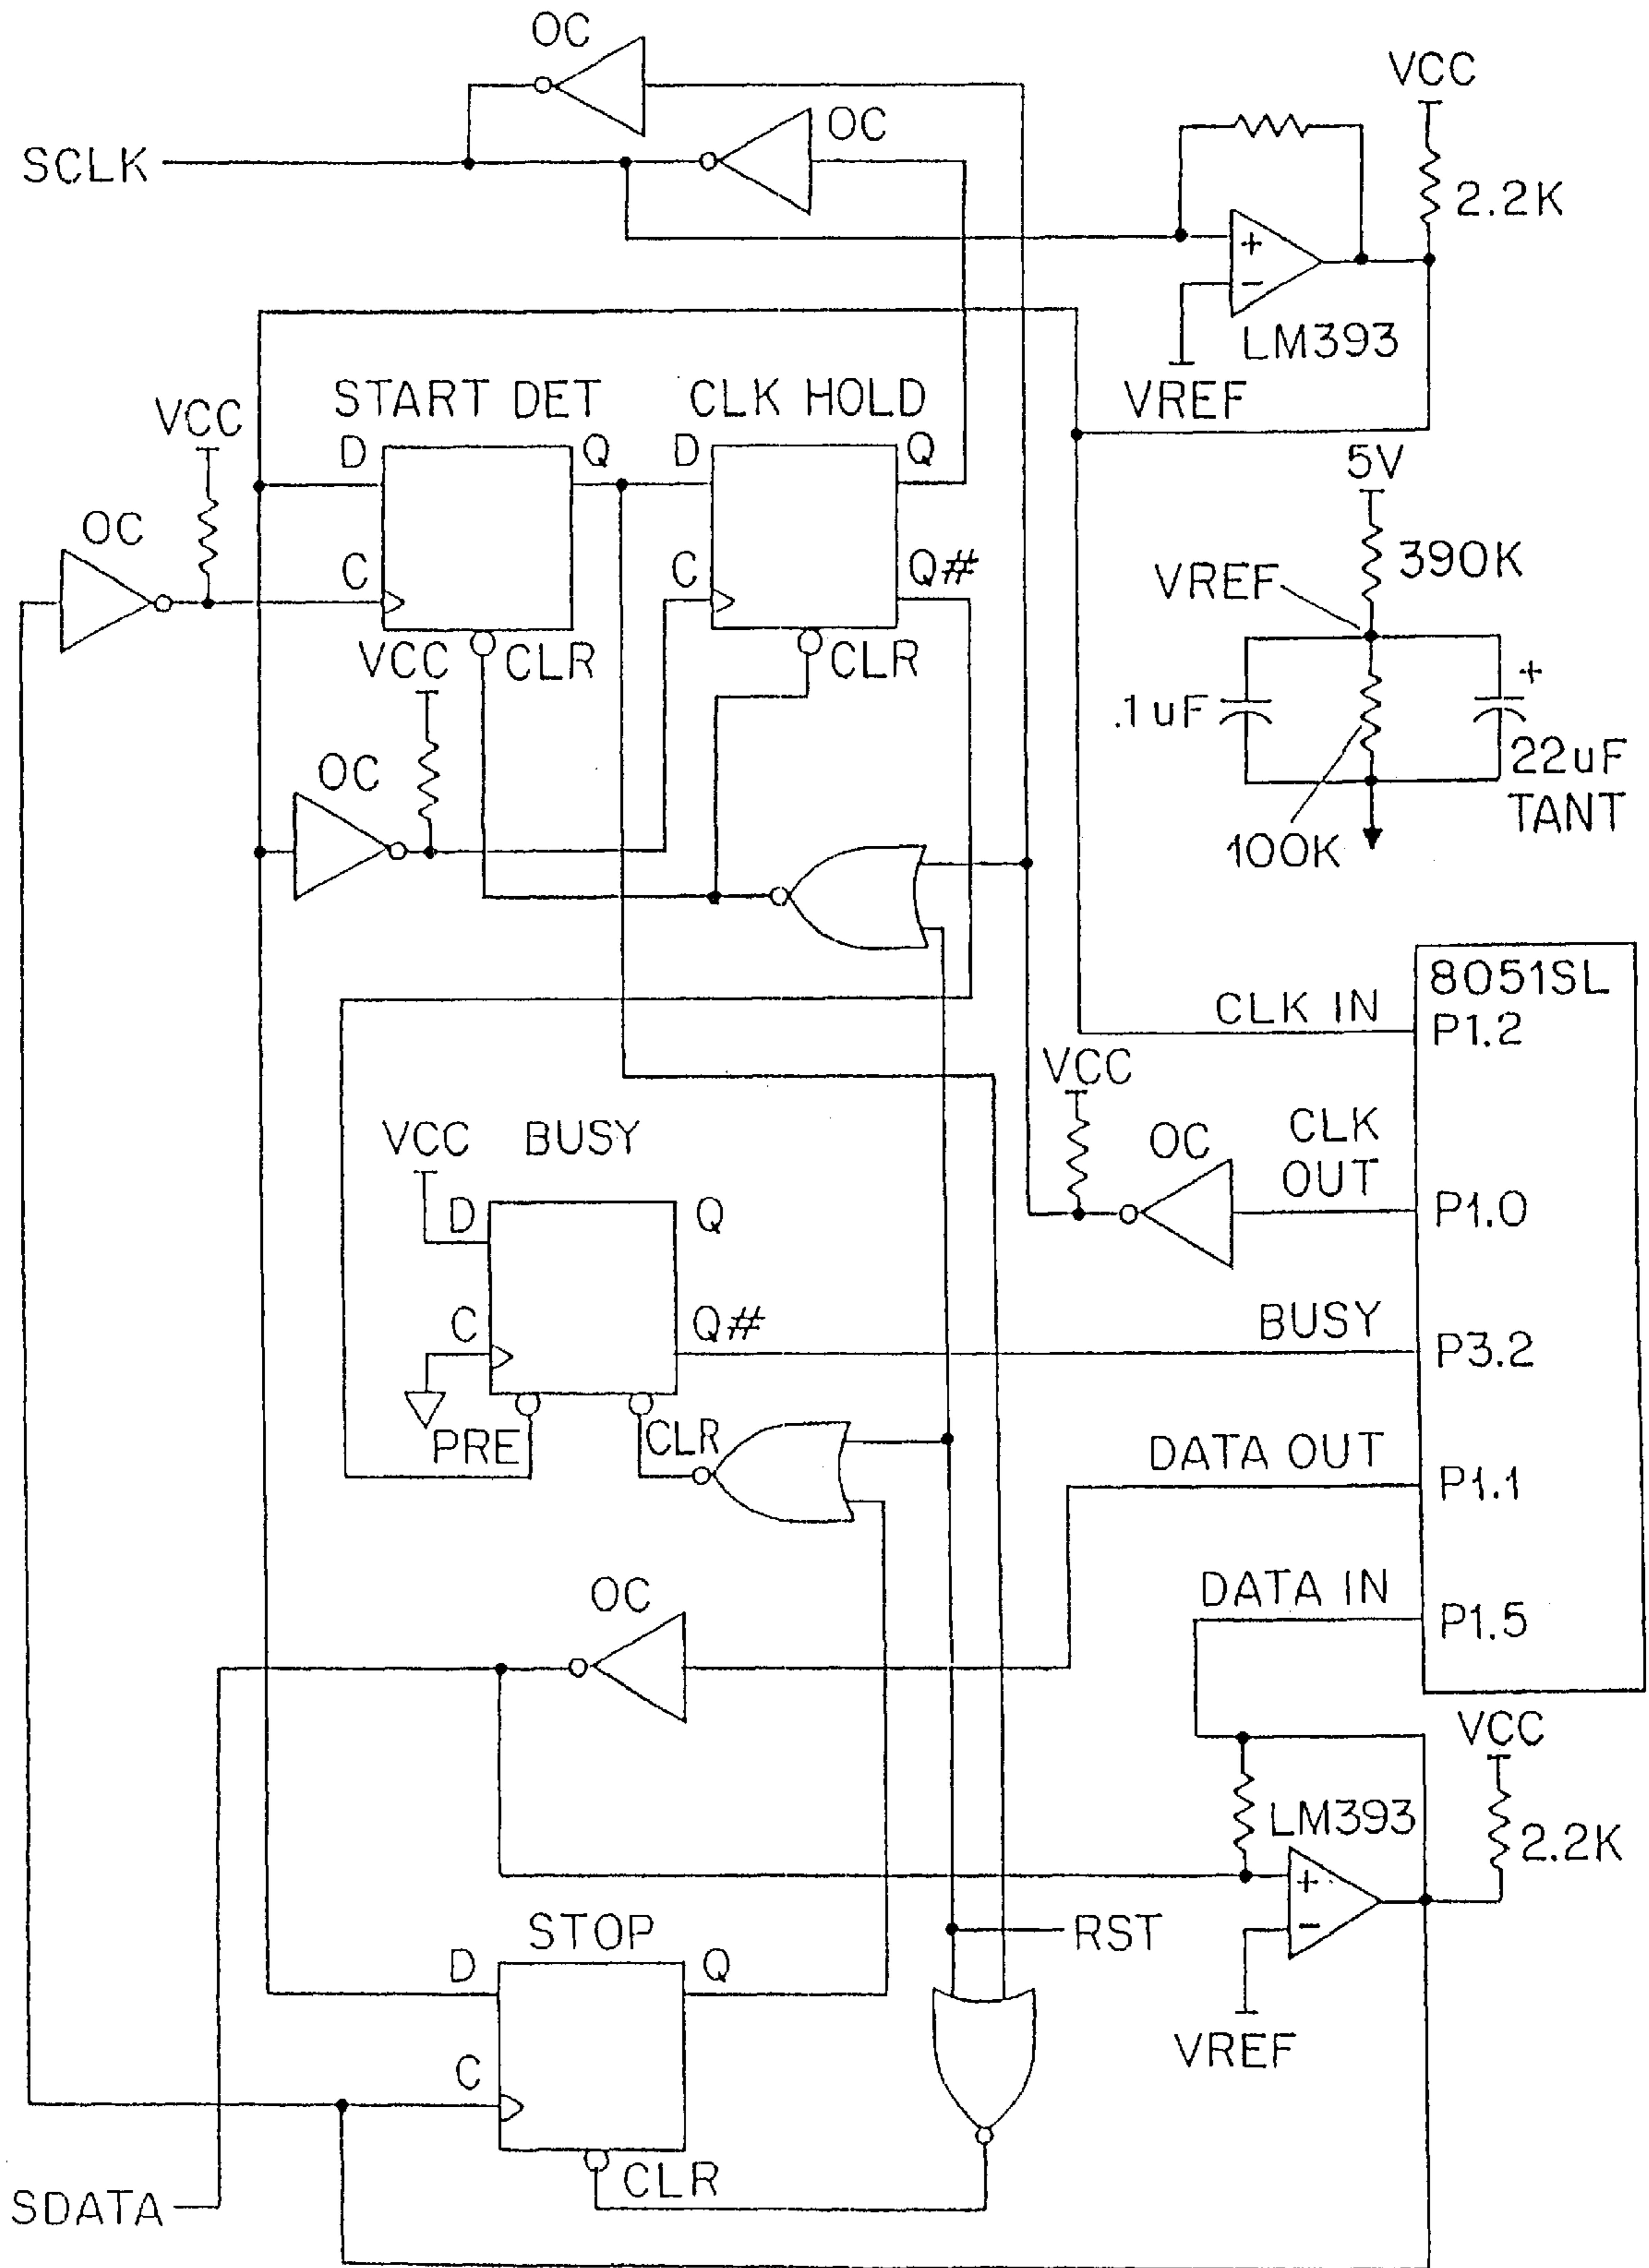 OC
VCC
SCLK
OC
2.2K
+
-
LM393
VREF
START DET
CLK HOLD
VCC
D
Q
D
Q
5V
OC
390K
C
C
Q#
VREF
VCC
CLR
CLR
.1uF
+
OC
22uF
TANT
100K
8051SL
CLK IN
P1.2
VCC
VCC
BUSY
OC
CLK
OUT
D
Q
P1.0
C
Q#
BUSY
P3.2
PRE
CLR
DATA OUT
P1.1
OC
DATA IN
P1.5
VCC
LM393
2.2K
+
-
STOP
RST
D
Q
VREF
C
CLR
SDATA